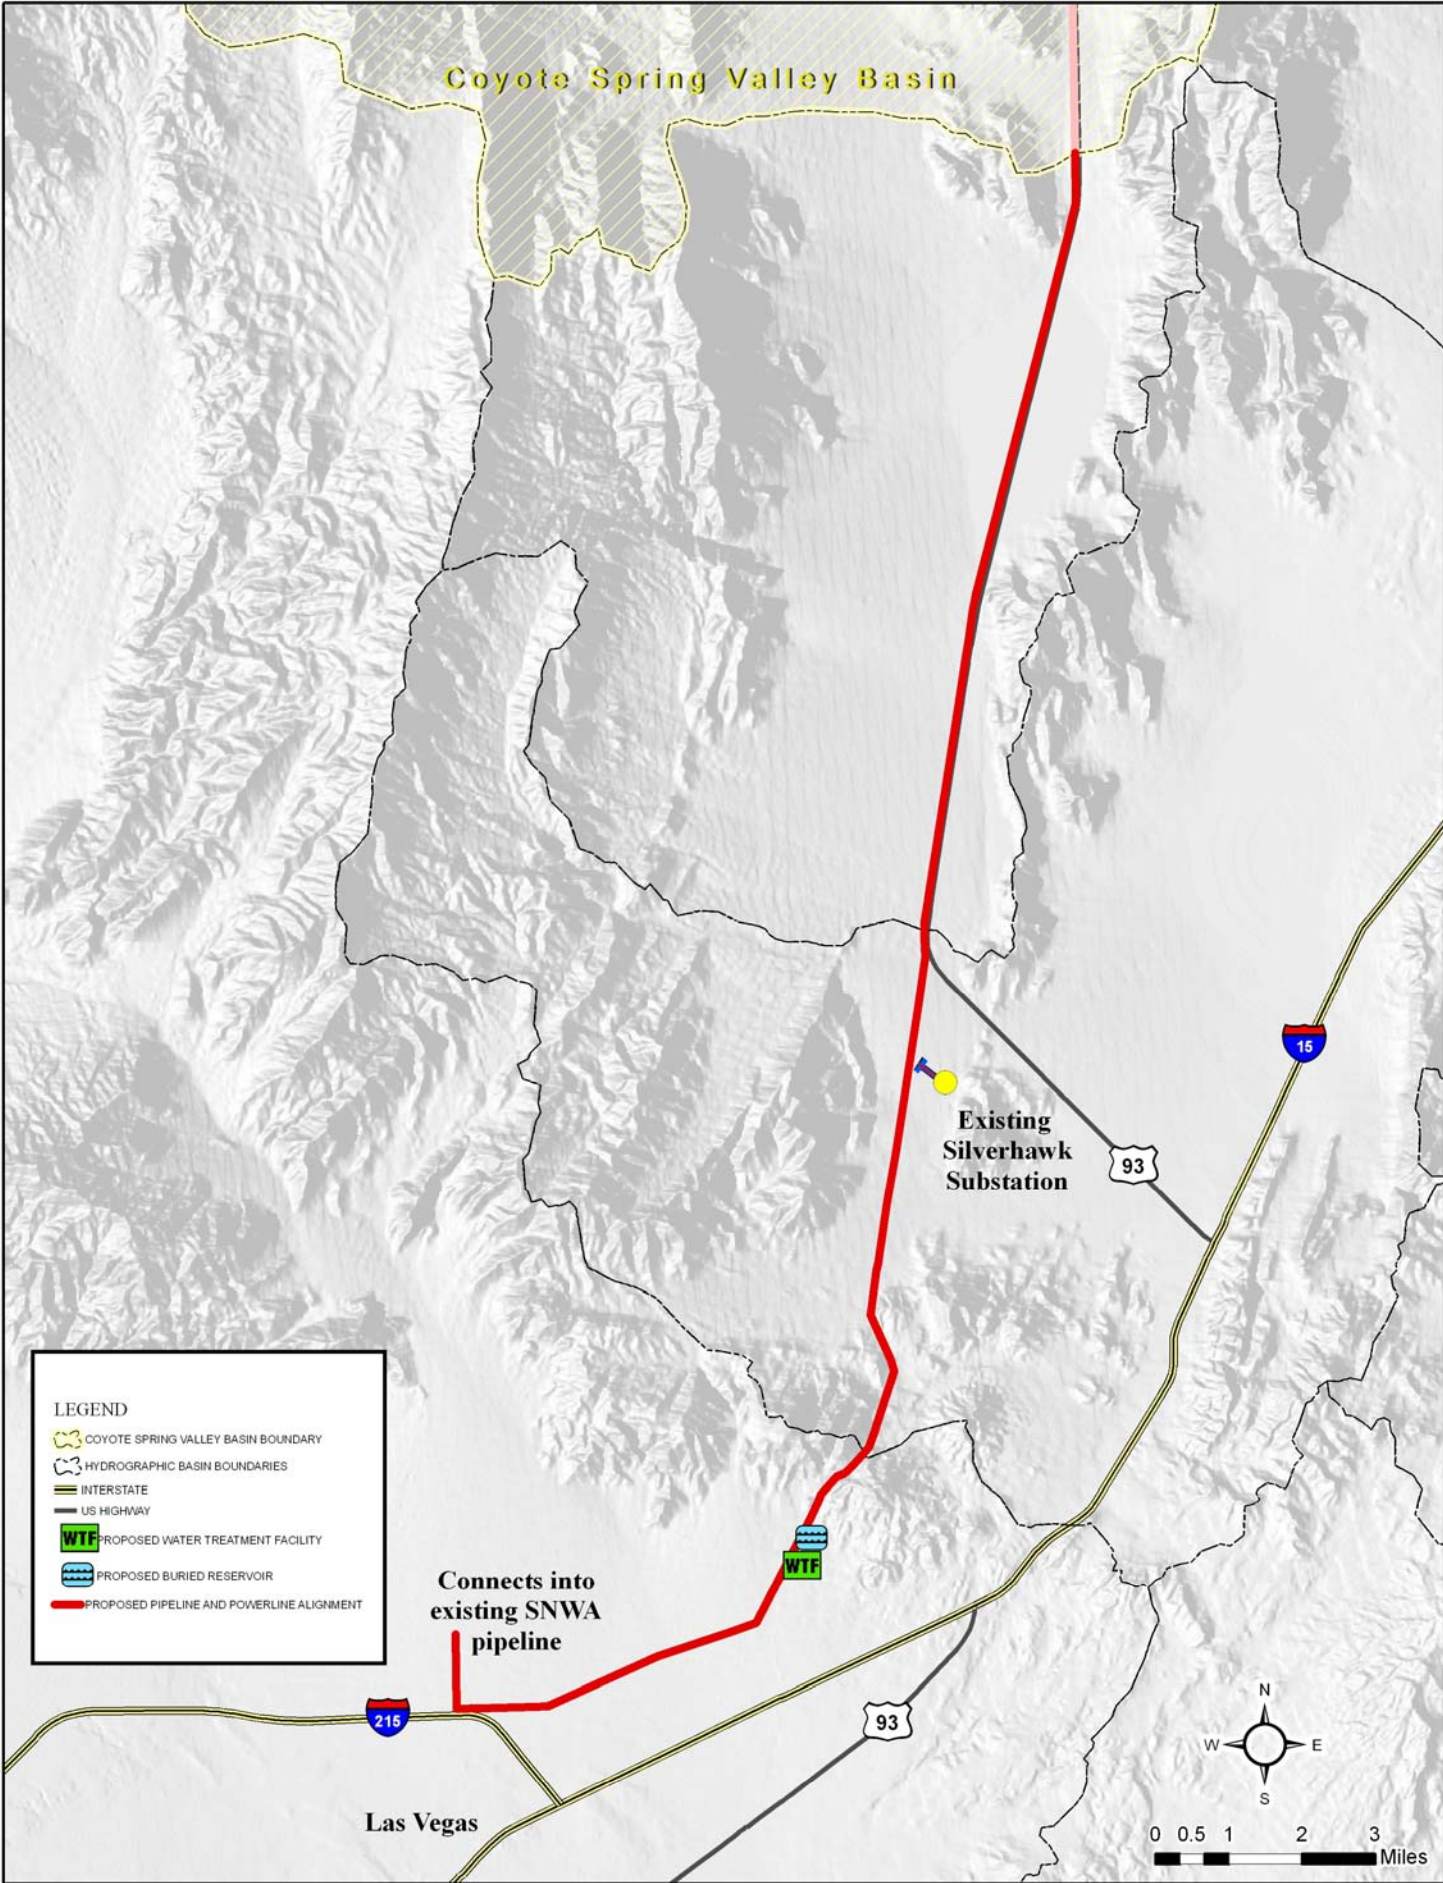 Coyote Spring Valley Basin
15
Existing
Silverhawk
Substation
93
LEGEND
COYOTE SPRING VALLEY BASIN BOUNDARY
HYDROGRAPHIC BASIN BOUNDARIES
INTERSTATE
US HIGHWAY
WTF PROPOSED WATER TREATMENT FACILITY
PROPOSED BURIED RESERVOIR
PROPOSED PIPELINE AND POWERLINE ALIGNMENT
WTF
Connects into
existing SNWA
pipeline
215
93
Las Vegas
N
W E
S
0 0.5 1 2 3
Miles